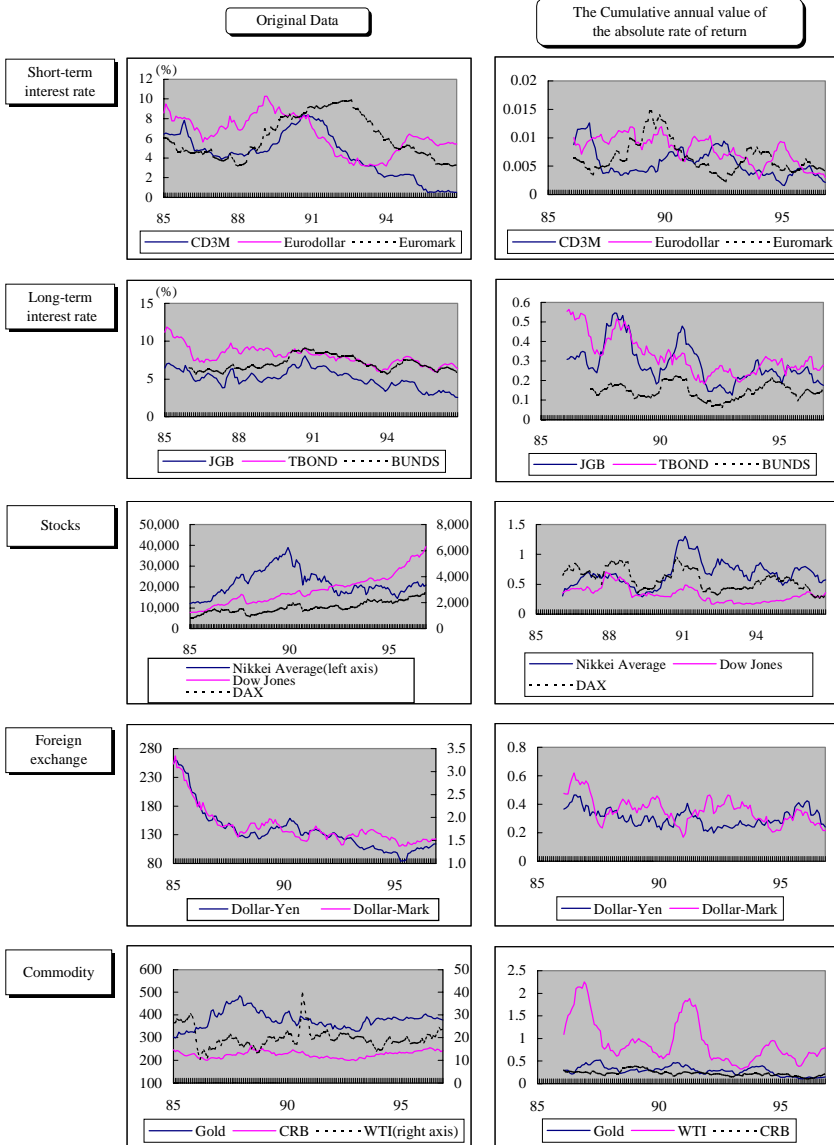 Original Data
The Cumulative annual value of
the absolute rate of return
Short-term
interest rate
(%)
12
10
8
6
4
2
0
85 88 91 94
CD3M Eurodollar Euromark
0.02
0.015
0.01
0.005
0
85 90 95
CD3M Eurodollar Euromark
Long-term
interest rate
(%)
15
10
5
0
85 88 91 94
JGB TBOND BUNDS
0.6
0.5
0.4
0.3
0.2
0.1
0
85 90 95
JGB TBOND BUNDS
Stocks
50,000
40,000
30,000
20,000
10,000
0
8,000
6,000
4,000
2,000
0
85 90 95
Nikkei Average(left axis)
Dow Jones
DAX
1.5
1
0.5
0
85 88 91 94
Nikkei Average Dow Jones
DAX
Foreign
exchange
280
230
180
130
80
3.5
3.0
2.5
2.0
1.5
1.0
85 90 95
Dollar-Yen Dollar-Mark
0.8
0.6
0.4
0.2
0
85 90 95
Dollar-Yen Dollar-Mark
Commodity
600
500
400
300
200
100
50
40
30
20
10
0
85 90 95
Gold CRB WTI(right axis)
2.5
2
1.5
1
0.5
0
85 90 95
Gold WTI CRB